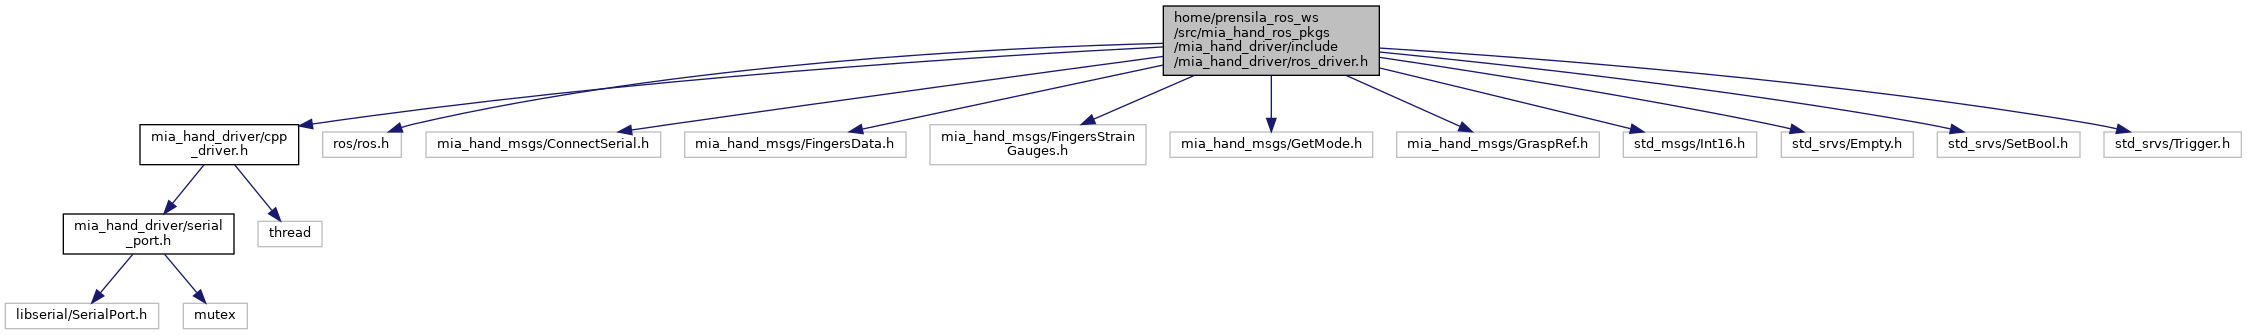 home/prensila_ros_ws
/src/mia_hand_ros_pkgs
/mia_hand_driver/include
/mia_hand_driver/ros_driver.h
mia_hand_driver/cpp
_driver.h
ros/ros.h
mia_hand_msgs/ConnectSerial.h
mia_hand_msgs/FingersData.h
mia_hand_msgs/FingersStrain
Gauges.h
mia_hand_msgs/GetMode.h
mia_hand_msgs/GraspRef.h
std_msgs/Int16.h
std_srvs/Empty.h
std_srvs/SetBool.h
std_srvs/Trigger.h
mia_hand_driver/serial
_port.h
thread
libserial/SerialPort.h
mutex